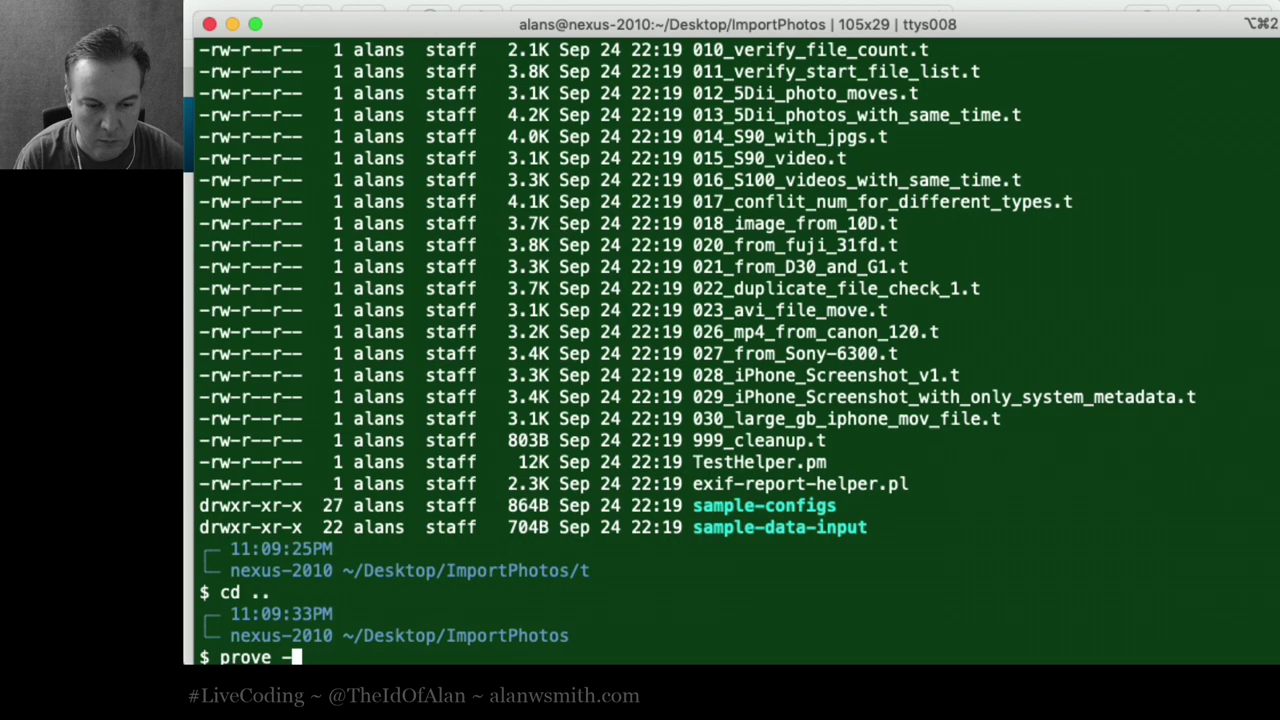 alans@nexus-2010:~/Desktop/ImportPhotos | 105x29 | ttys008
⌥⌘2
-rw-r--r-- 1 alans staff 2.1K Sep 24 22:19 010_verify_file_count.t
-rw-r--r-- 1 alans staff 3.8K Sep 24 22:19 011_verify_start_file_list.t
-rw-r--r-- 1 alans staff 3.1K Sep 24 22:19 012_5Dii_photo_moves.t
-rw-r--r-- 1 alans staff 4.2K Sep 24 22:19 013_5Dii_photos_with_same_time.t
-rw-r--r-- 1 alans staff 4.0K Sep 24 22:19 014_S90_with_jpgs.t
-rw-r--r-- 1 alans staff 3.1K Sep 24 22:19 015_S90_video.t
-rw-r--r-- 1 alans staff 3.3K Sep 24 22:19 016_S100_videos_with_same_time.t
-rw-r--r-- 1 alans staff 4.1K Sep 24 22:19 017_conflit_num_for_different_types.t
-rw-r--r-- 1 alans staff 3.7K Sep 24 22:19 018_image_from_10D.t
-rw-r--r-- 1 alans staff 3.8K Sep 24 22:19 020_from_fuji_31fd.t
-rw-r--r-- 1 alans staff 3.3K Sep 24 22:19 021_from_D30_and_G1.t
-rw-r--r-- 1 alans staff 3.7K Sep 24 22:19 022_duplicate_file_check_1.t
-rw-r--r-- 1 alans staff 3.1K Sep 24 22:19 023_avi_file_move.t
-rw-r--r-- 1 alans staff 3.2K Sep 24 22:19 026_mp4_from_canon_120.t
-rw-r--r-- 1 alans staff 3.4K Sep 24 22:19 027_from_Sony-6300.t
-rw-r--r-- 1 alans staff 3.3K Sep 24 22:19 028_iPhone_Screenshot_v1.t
-rw-r--r-- 1 alans staff 3.4K Sep 24 22:19 029_iPhone_Screenshot_with_only_system_metadata.t
-rw-r--r-- 1 alans staff 3.1K Sep 24 22:19 030_large_gb_iphone_mov_file.t
-rw-r--r-- 1 alans staff 803B Sep 24 22:19 999_cleanup.t
-rw-r--r-- 1 alans staff 12K Sep 24 22:19 TestHelper.pm
-rw-r--r-- 1 alans staff 2.3K Sep 24 22:19 exif-report-helper.pl
drwxr-xr-x 27 alans staff 864B Sep 24 22:19 sample-configs
drwxr-xr-x 22 alans staff 704B Sep 24 22:19 sample-data-input
11:09:25PM
nexus-2010 ~/Desktop/ImportPhotos/t
$ cd ..
11:09:33PM
nexus-2010 ~/Desktop/ImportPhotos
$ prove -
#LiveCoding ~ @TheIdOfAlan ~ alanwsmith.com